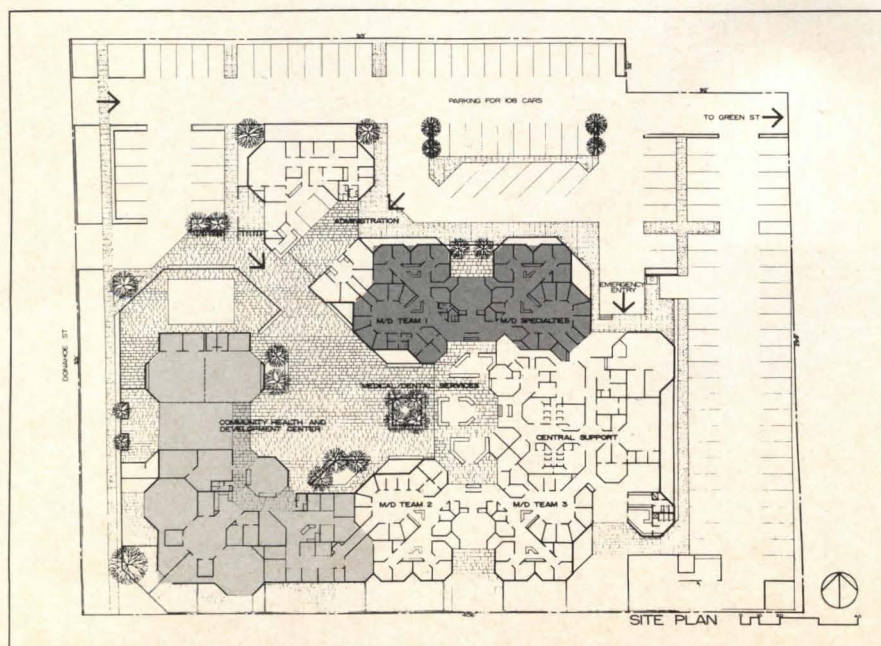 PARKING FOR 108 CARS
TO GREEN ST
ADMINISTRATION
EMERGENCY
ENTRY
M/D TEAM 1
M/D SPECIALTIES
DONAHOE ST
MEDICAL/DENTAL SERVICES
COMMUNITY HEALTH AND
DEVELOPMENT CENTER
CENTRAL SUPPORT
M/D TEAM 2
M/D TEAM 3
SITE PLAN